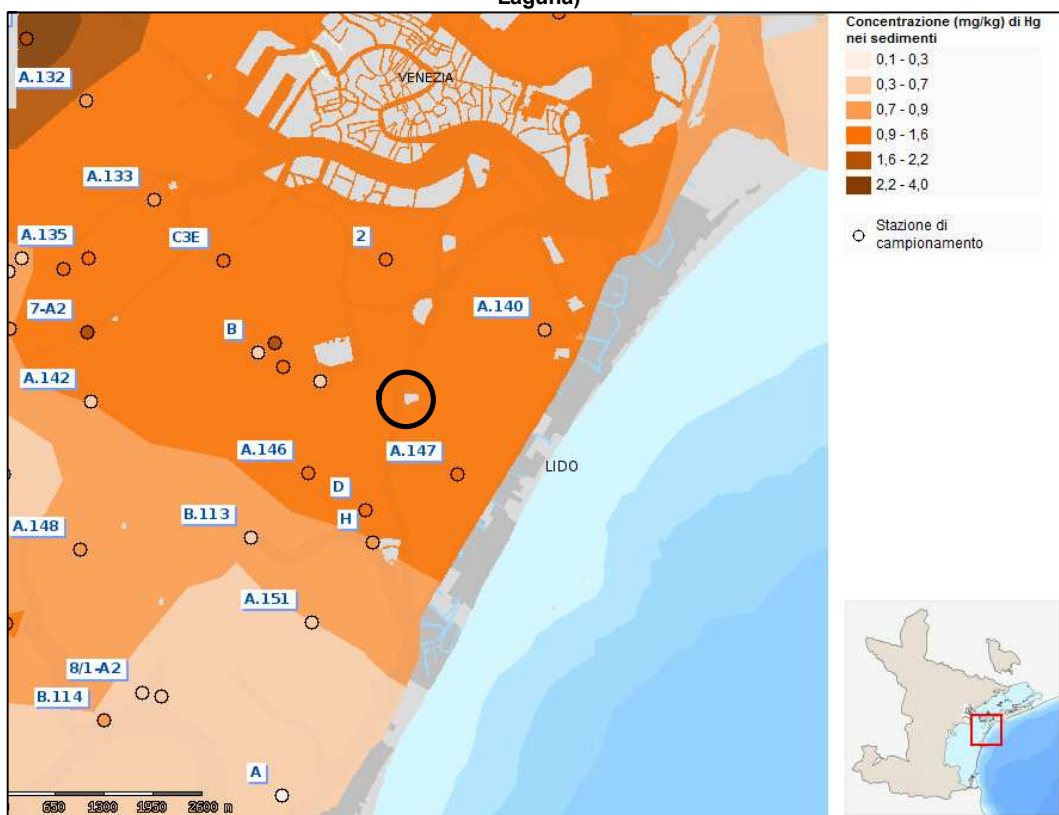 Laguna)
Concentrazione (mg/kg) di Hg
nei sedimenti
0,1 - 0,3
0,3 - 0,7
0,7 - 0,9
0,9 - 1,6
1,6 - 2,2
2,2 - 4,0
Stazione di
campionamento
A.132
VENEZIA
A.133
A.135
C3E
2
7-A2
B
A.140
A.142
A.146
A.147
LIDO
D
B.113
H
A.148
A.151
8/1-A2
B.114
A
650 1300 1950 2600 m